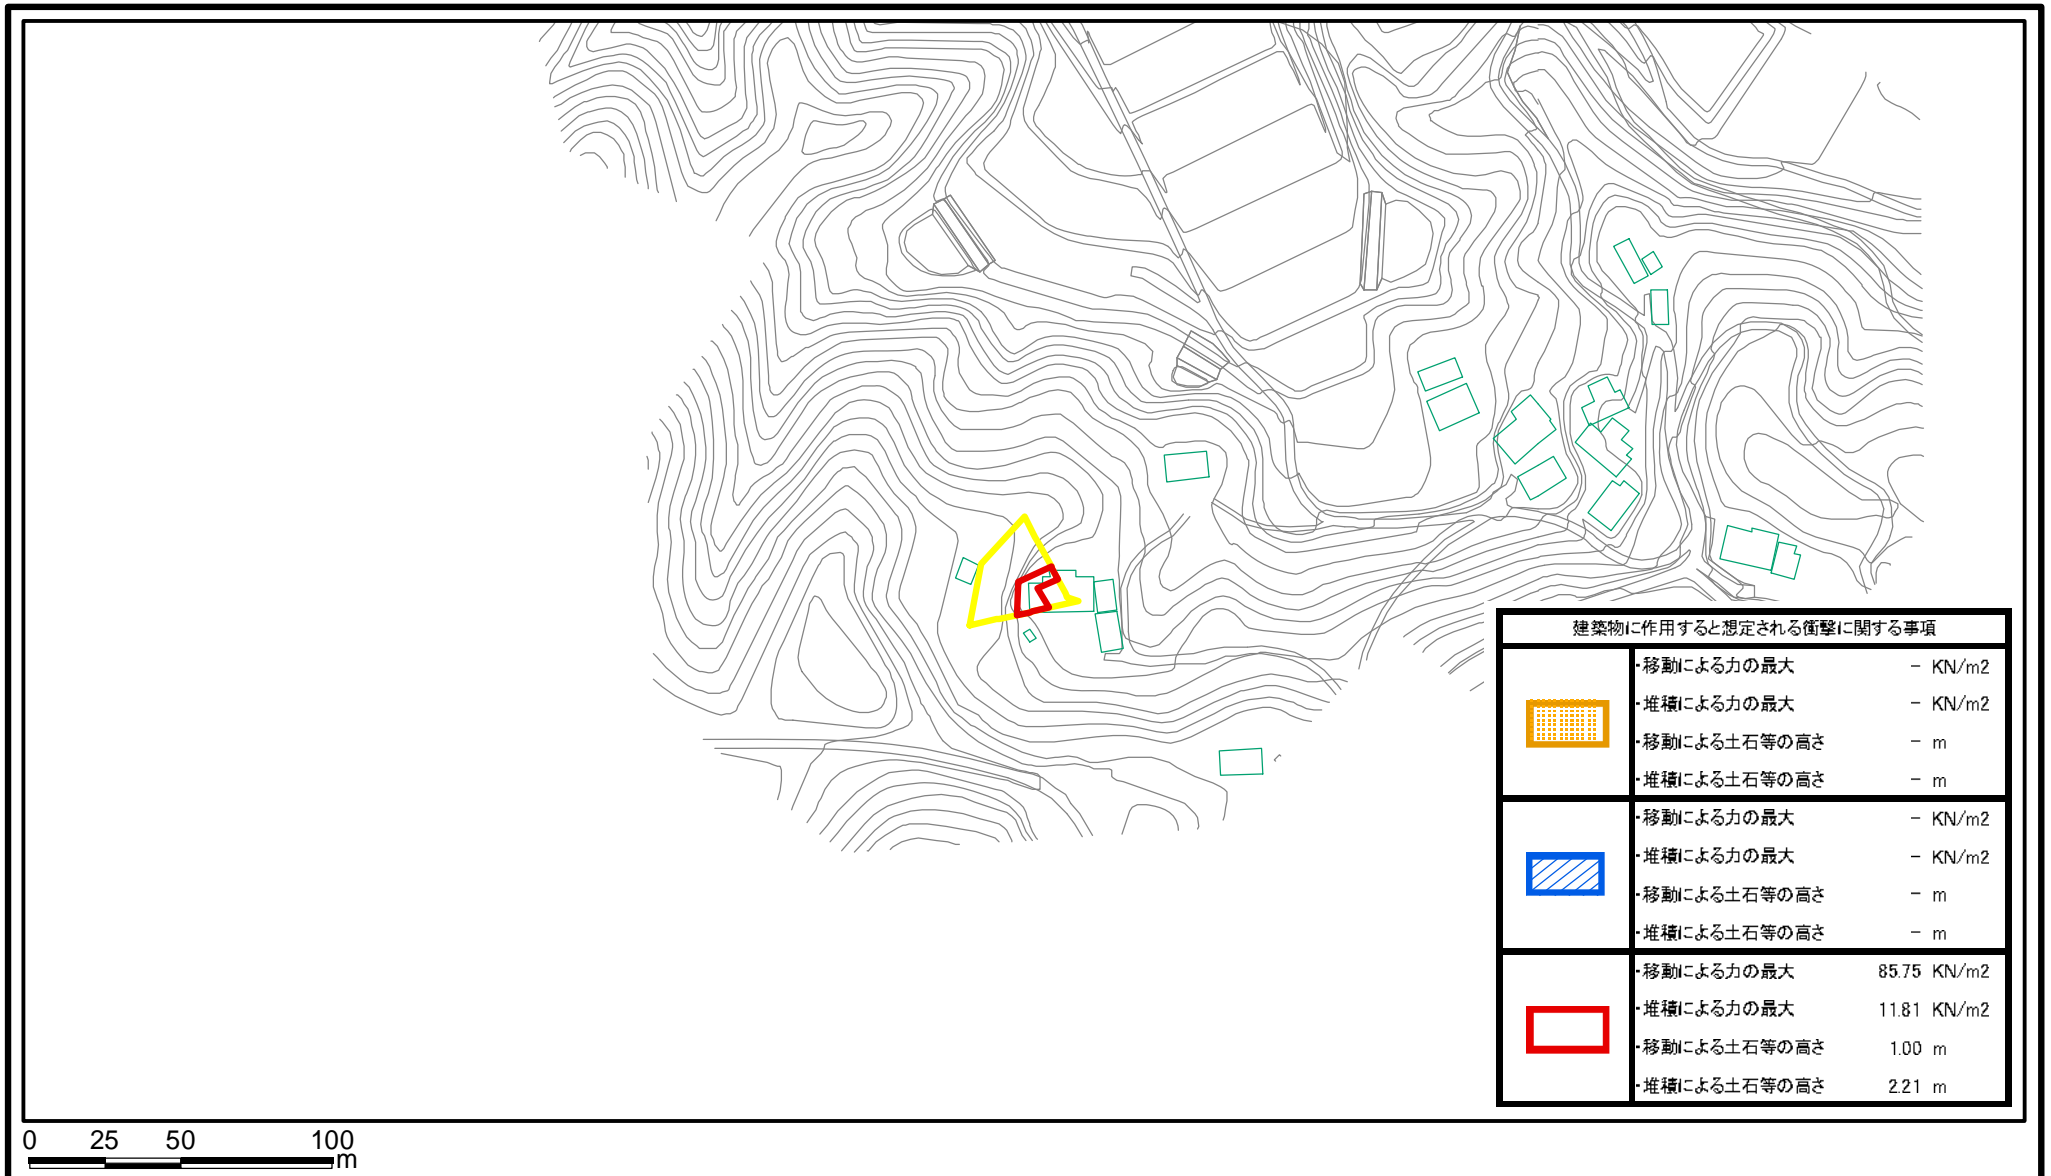 建築物に作用すると想定される衝撃に関する事項
・移動による力の最大 － KN/m2
・堆積による力の最大 － KN/m2
・移動による土石等の高さ － m
・堆積による土石等の高さ － m
・移動による力の最大 － KN/m2
・堆積による力の最大 － KN/m2
・移動による土石等の高さ － m
・堆積による土石等の高さ － m
・移動による力の最大 85.75 KN/m2
・堆積による力の最大 11.81 KN/m2
・移動による土石等の高さ 1.00 m
・堆積による土石等の高さ 2.21 m
0 25 50 100
m